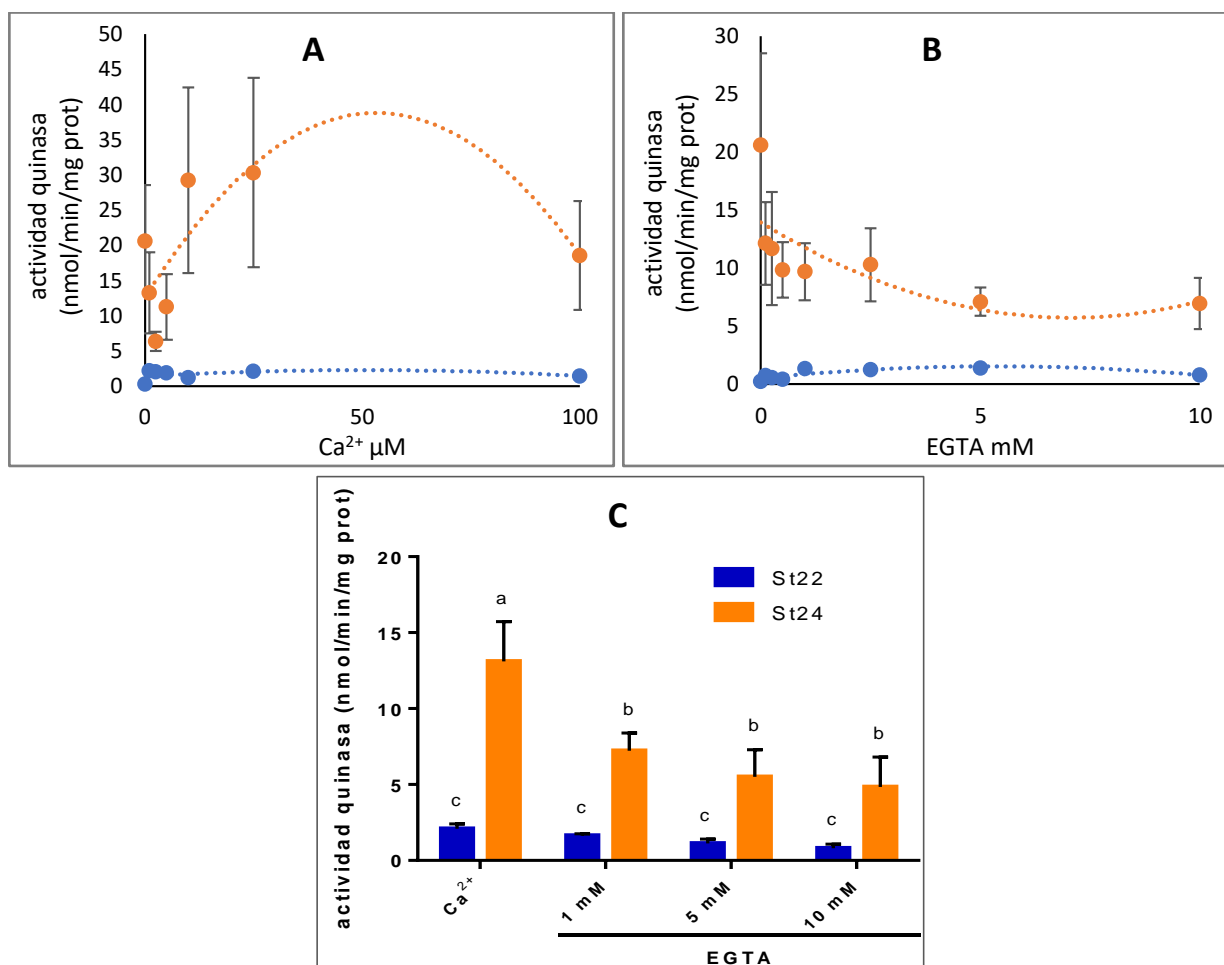 A
actividad quinasa
(nmol/min/mg prot)
50
45
40
35
30
25
20
15
10
5
0
0
50
100
Ca²⁺ µM
B
actividad quinasa
(nmol/min/mg prot)
30
25
20
15
10
5
0
0
5
10
EGTA mM
C
actividad quinasa (nmol/min/mg prot)
20
15
10
5
0
St22
St24
a
b
b
b
c
c
c
c
Ca²⁺
1 mM
5 mM
10 mM
EGTA